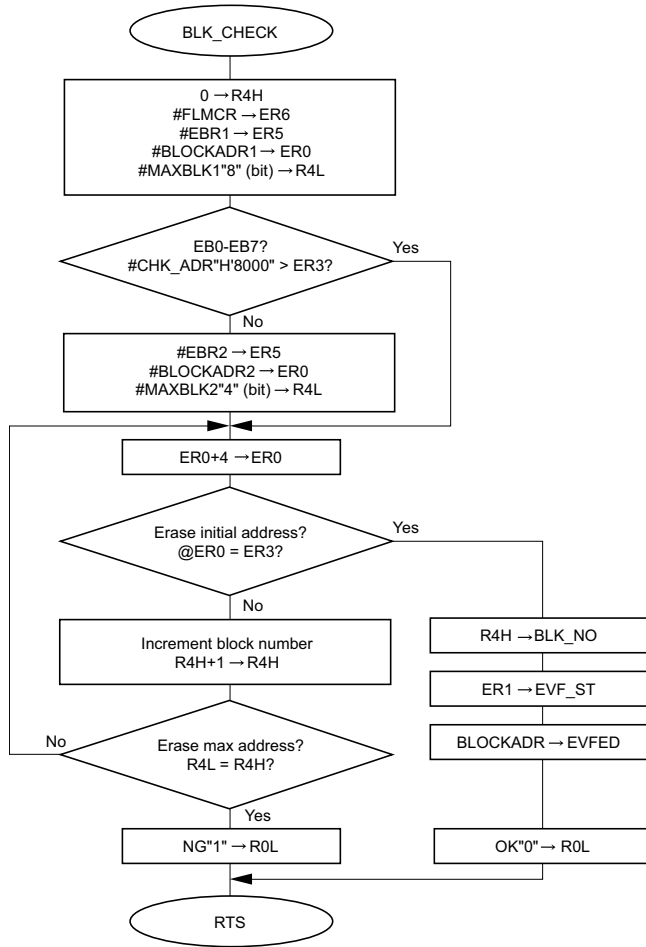 BLK_CHECK
0 → R4H
#FLMCR → ER6
#EBR1→ ER5
#BLOCKADR1→ ER0
#MAXBLK1"8" (bit) → R4L
EB0-EB7?
#CHK_ADR"H'8000" > ER3?
Yes
No
#EBR2→ ER5
#BLOCKADR2→ ER0
#MAXBLK2"4" (bit) → R4L
ER0+4 → ER0
Erase initial address?
@ER0 = ER3?
Yes
No
Increment block number
R4H+1 → R4H
R4H → BLK_NO
ER1 → EVF_ST
BLOCKADR → EVFED
No
Erase max address?
R4L = R4H?
Yes
NG"1" → R0L
OK"0" → R0L
RTS